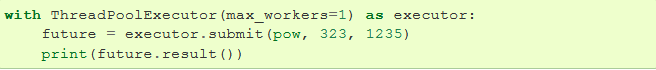 with ThreadPoolExecutor(max_workers=1) as executor:
    future = executor.submit(pow, 323, 1235)
    print(future.result())